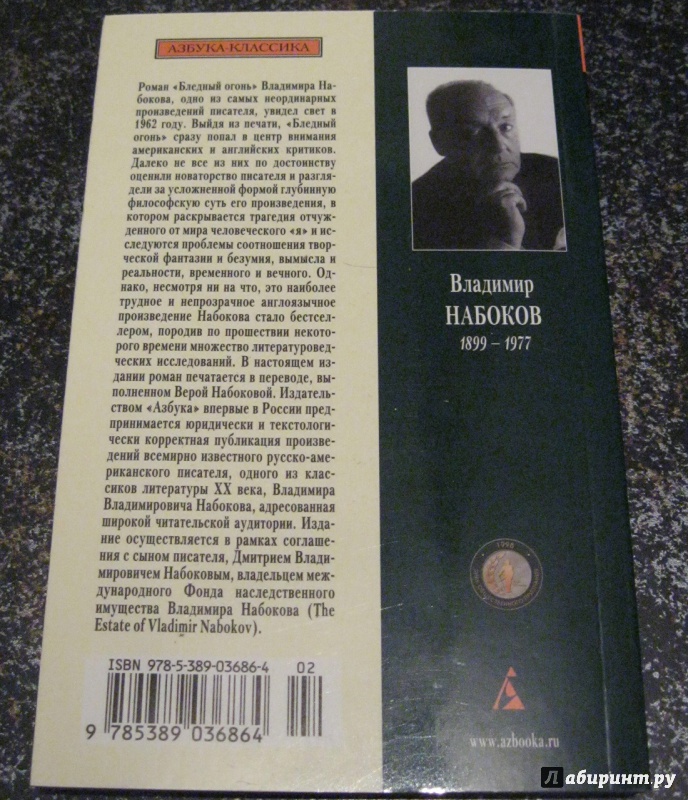 АЗБУКА-КЛАССИКА
Роман «Бледный огонь» Владимира На-
бокова, одно из самых неординарных
произведений писателя, увидел свет в
1962 году. Выйдя из печати, «Бледный
огонь» сразу попал в центр внимания
американских и английских критиков.
Далеко не все из них по достоинству
оценили новаторство писателя и разгля-
дели за усложненной формой глубинную
философскую суть его произведения, в
котором раскрывается трагедия отчуж-
денного от мира человеческого «я» и ис-
следуются проблемы соотношения твор-
ческой фантазии и безумия, вымысла и
реальности, временного и вечного. Од-
нако, несмотря ни на что, это наиболее
трудное и непрозрачное англоязычное
произведение Набокова стало бестсел-
лером, породив по прошествии некото-
рого времени множество литературовед-
ческих исследований. В настоящем из-
дании роман печатается в переводе, вы-
полненном Верой Набоковой. Издатель-
ством «Азбука» впервые в России пред-
принимается юридически и текстологи-
чески корректная публикация произве-
дений всемирно известного русско-аме-
риканского писателя, одного из клас-
сиков литературы XX века, Владимира
Владимировича Набокова, адресованная
широкой читательской аудитории. Изда-
ние осуществляется в рамках соглаше-
ния с сыном писателя, Дмитрием Влади-
мировичем Набоковым, владельцем меж-
дународного Фонда наследственного
имущества Владимира Набокова (The
Estate of Vladimir Nabokov).
ISBN 978-5-389-03686-4
02
9 785389 036864
Владимир
НАБОКОВ
1899 – 1977
1998
www.azbooka.ru
Лабиринт.ру